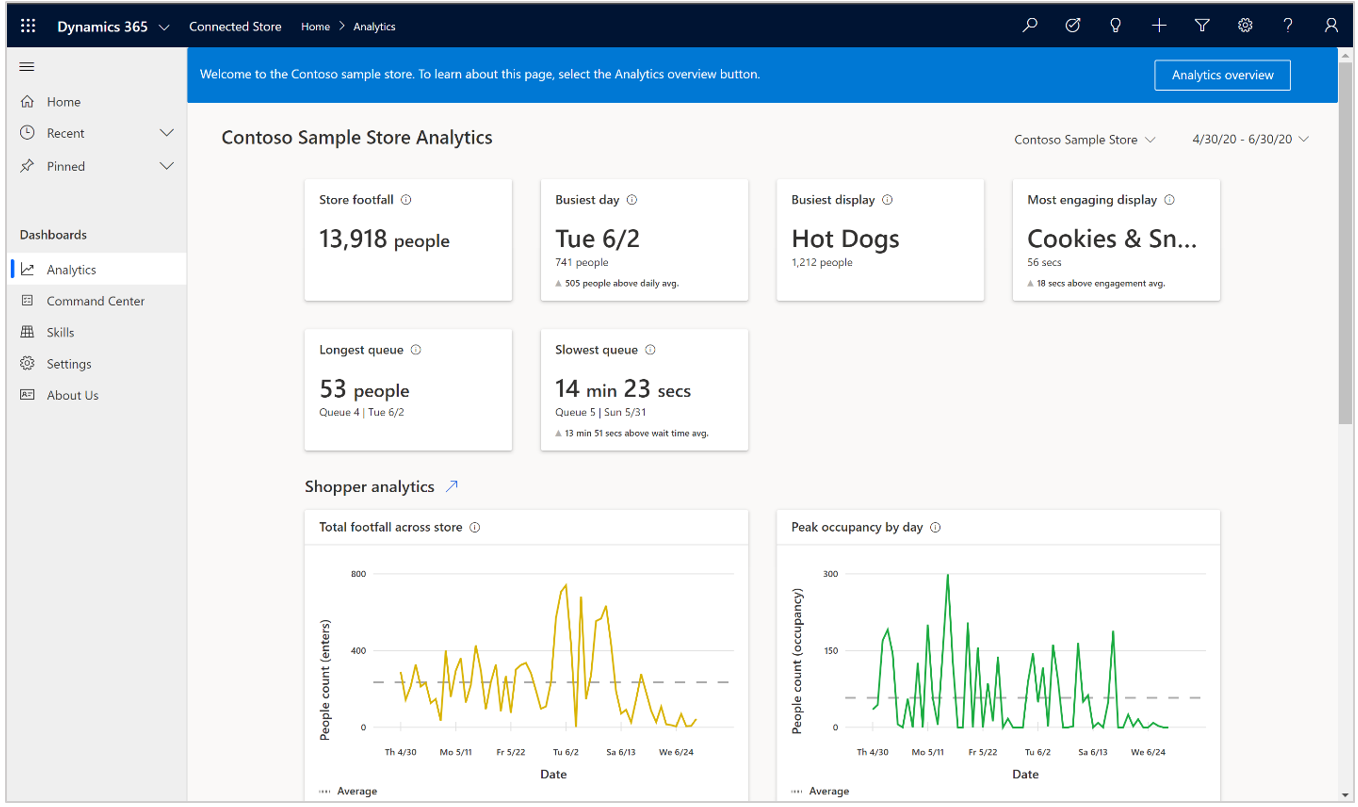 Dynamics 365 Connected Store Home > Analytics
Welcome to the Contoso sample store. To learn about this page, select the Analytics overview button.
Analytics overview
Home
Recent
Pinned
Dashboards
Analytics
Command Center
Skills
Settings
About Us
Contoso Sample Store Analytics
Contoso Sample Store
4/30/20 - 6/30/20
Store footfall
13,918 people
Busiest day
Tue 6/2
741 people
505 people above daily avg.
Busiest display
Hot Dogs
1,212 people
Most engaging display
Cookies & Sn...
56 secs
18 secs above engagement avg.
Longest queue
53 people
Queue 4 | Tue 6/2
Slowest queue
14 min 23 secs
Queue 5 | Sun 5/31
13 min 51 secs above wait time avg.
Shopper analytics
Total footfall across store
People count (enters)
800
400
0
Th 4/30 Mo 5/11 Fr 5/22 Tu 6/2 Sa 6/13 We 6/24
Date
Average
Peak occupancy by day
People count (occupancy)
300
150
0
Th 4/30 Mo 5/11 Fr 5/22 Tu 6/2 Sa 6/13 We 6/24
Date
Average